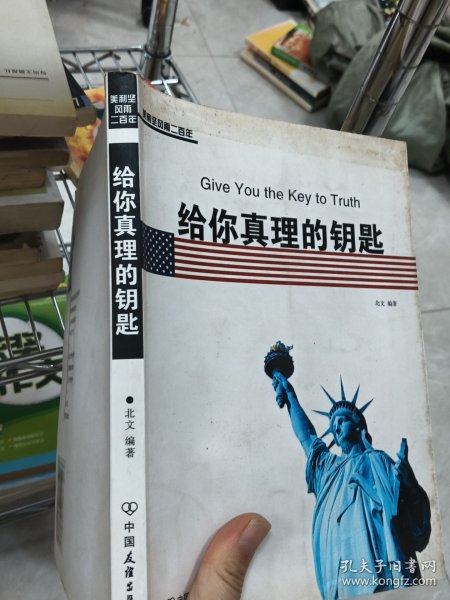 美利坚
风雨
二百年
给你真理的钥匙
北文 编著
中国友谊出
美利坚风雨二百年
Give You the Key to Truth
给你真理的钥匙
北文 编著
孔夫子旧书网
www.kongfz.com